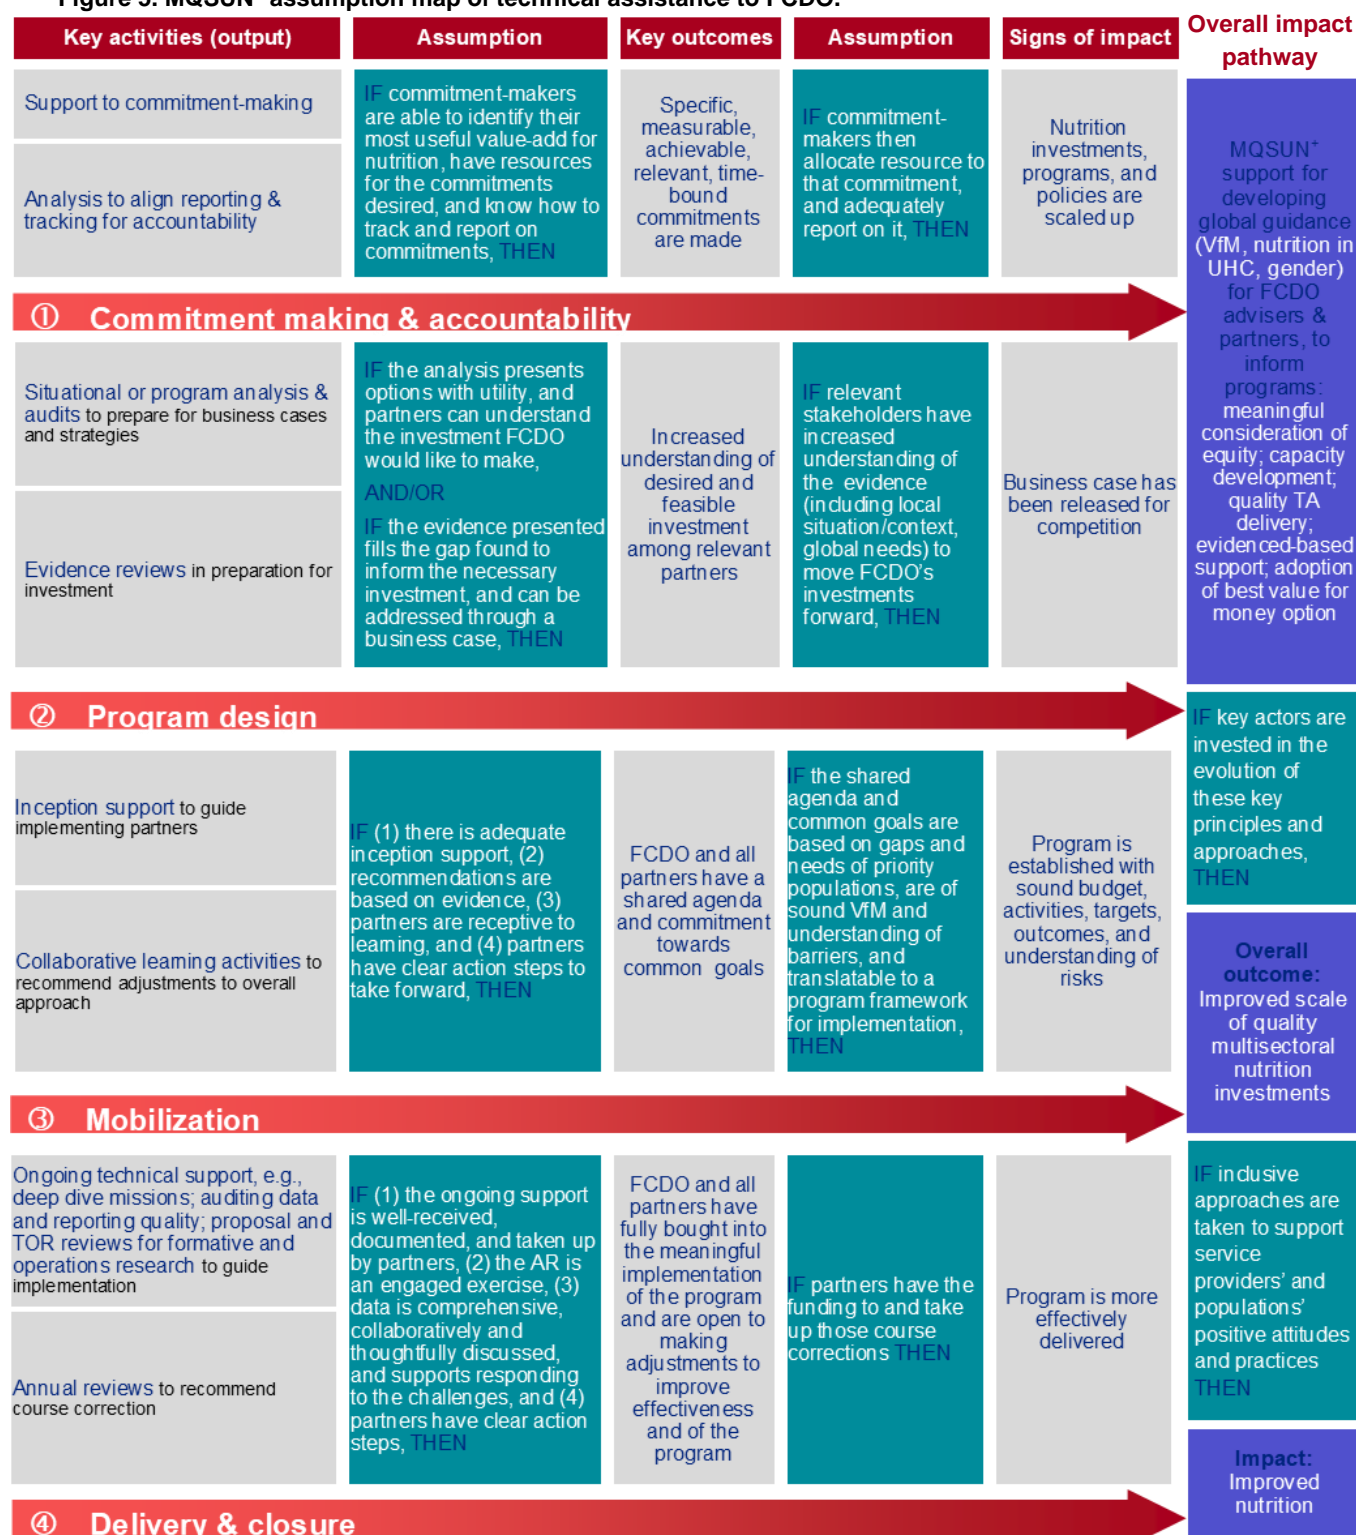 Figure 5. MQSUN⁺ assumption map of technical assistance to FCDO.
Key activities (output)
Assumption
Key outcomes
Assumption
Signs of impact
Overall impact
pathway
Support to commitment-making
Analysis to align reporting &
tracking for accountability
IF commitment-makers
are able to identify their
most useful value-add for
nutrition, have resources
for the commitments
desired, and know how to
track and report on
commitments, THEN
Specific,
measurable,
achievable,
relevant, time-
bound
commitments
are made
IF commitment-
makers then
allocate resource to
that commitment,
and adequately
report on it, THEN
Nutrition
investments,
programs, and
policies are
scaled up
① Commitment making & accountability
Situational or program analysis &
audits to prepare for business cases
and strategies
Evidence reviews in preparation for
investment
IF the analysis presents
options with utility, and
partners can understand
the investment FCDO
would like to make,
AND/OR
IF the evidence presented
fills the gap found to
inform the necessary
investment, and can be
addressed through a
business case, THEN
Increased
understanding of
desired and
feasible
investment
among relevant
partners
IF relevant
stakeholders have
increased
understanding of
the evidence
(including local
situation/context,
global needs) to
move FCDO's
investments
forward, THEN
Business case has
been released for
competition
② Program design
Inception support to guide
implementing partners
Collaborative learning activities to
recommend adjustments to overall
approach
IF (1) there is adequate
inception support, (2)
recommendations are
based on evidence, (3)
partners are receptive to
learning, and (4) partners
have clear action steps to
take forward, THEN
FCDO and all
partners have a
shared agenda
and commitment
towards
common goals
IF the shared
agenda and
common goals are
based on gaps and
needs of priority
populations, are of
sound VfM and
understanding of
barriers, and
translatable to a
program framework
for implementation,
THEN
Program is
established with
sound budget,
activities, targets,
outcomes, and
understanding of
risks
③ Mobilization
Ongoing technical support, e.g.,
deep dive missions; auditing data
and reporting quality; proposal and
TOR reviews for formative and
operations research to guide
implementation
Annual reviews to recommend
course correction
IF (1) the ongoing support
is well-received,
documented, and taken up
by partners, (2) the AR is
an engaged exercise, (3)
data is comprehensive,
collaboratively and
thoughtfully discussed,
and supports responding
to the challenges, and (4)
partners have clear action
steps, THEN
FCDO and all
partners have
fully bought into
the meaningful
implementation
of the program
and are open to
making
adjustments to
improve
effectiveness
and of the
program
IF partners have the
funding to and take
up those course
corrections THEN
Program is more
effectively
delivered
④ Delivery & closure
MQSUN⁺
support for
developing
global guidance
(VfM, nutrition in
UHC, gender)
for FCDO
advisers &
partners, to
inform
programs:
meaningful
consideration of
equity; capacity
development;
quality TA
delivery;
evidenced-based
support; adoption
of best value for
money option
IF key actors are
invested in the
evolution of
these key
principles and
approaches,
THEN
Overall
outcome:
Improved scale
of quality
multisectoral
nutrition
investments
IF inclusive
approaches are
taken to support
service
providers' and
populations'
positive attitudes
and practices
THEN
Impact:
Improved
nutrition